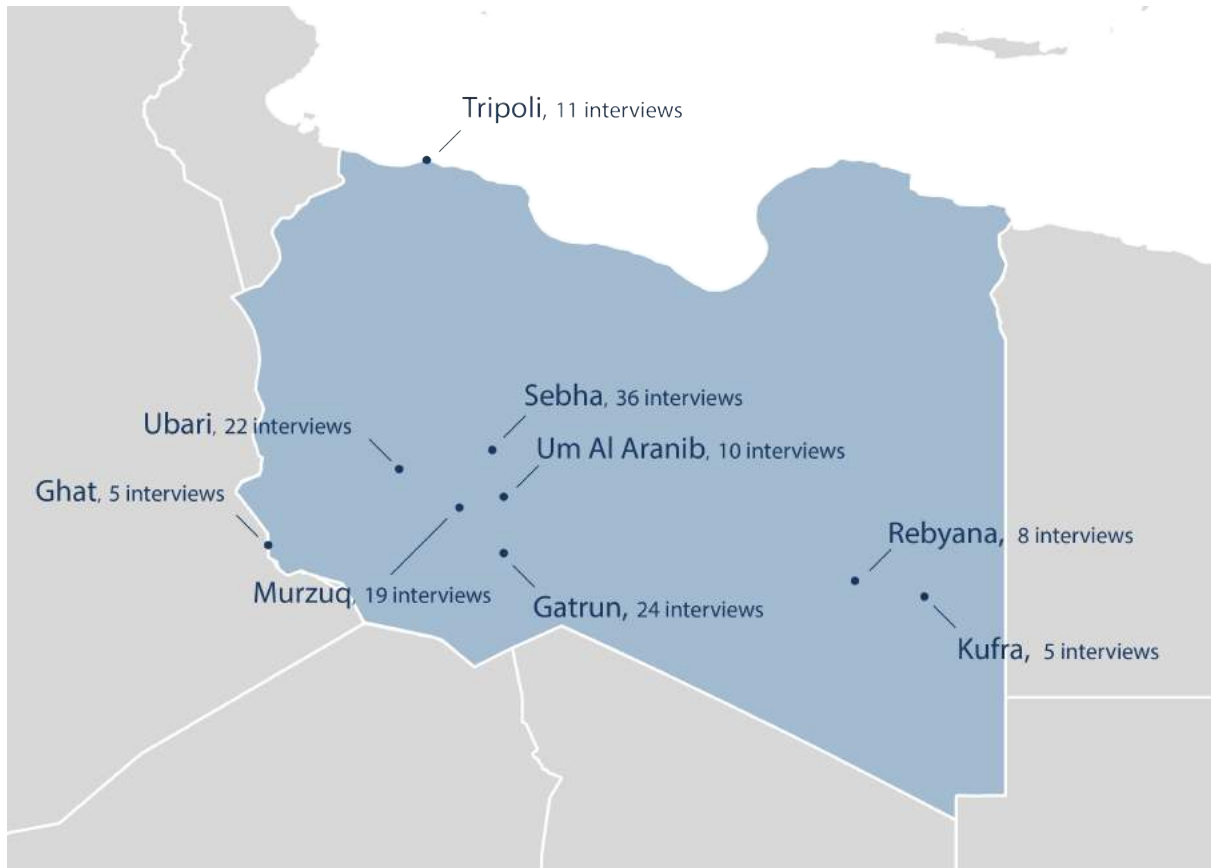 Tripoli, 11 interviews
Sebha, 36 interviews
Ubari, 22 interviews
Um Al Aranib, 10 interviews
Ghat, 5 interviews
Rebyana, 8 interviews
Murzuq, 19 interviews
Gatrun, 24 interviews
Kufra, 5 interviews